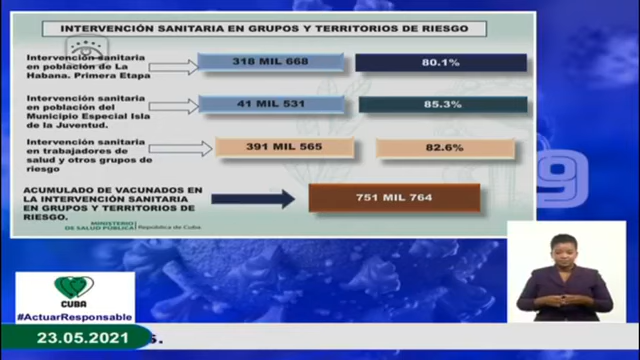 INTERVENCIÓN SANITARIA EN GRUPOS Y TERRITORIOS DE RIESGO
Intervención sanitaria
en población de La
Habana. Primera Etapa
318 MIL 668
80.1%
Intervención sanitaria
en población del
Municipio Especial Isla
de la Juventud.
41 MIL 531
85.3%
Intervención sanitaria
en trabajadores de
salud y otros grupos de
riesgo
391 MIL 565
82.6%
ACUMULADO DE VACUNADOS EN
LA INTERVENCIÓN SANITARIA
EN GRUPOS Y TERRITORIOS DE
RIESGO.
751 MIL 764
MINISTERIO
DE SALUD PÚBLICA
República de Cuba
9
CUBA
#ActuarResponsable
23.05.2021
s.